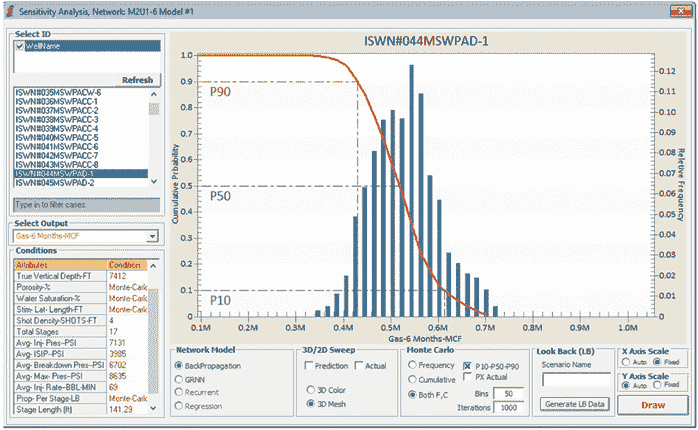 Sensitivity Analysis, Network: M2U1-6 Model #1
Select ID
WellName
Refresh
ISWN#035MSWPACW-6
ISWN#036MSWPACC-1
ISWN#037MSWPACC-2
ISWN#038MSWPACC-3
ISWN#039MSWPACC-4
ISWN#040MSWPACC-5
ISWN#041MSWPACC-6
ISWN#042MSWPACC-7
ISWN#043MSWPACC-8
ISWN#044MSWPAD-1
ISWN#045MSWPAD-2
Type in to filter cases.
Select Output
Gas-6 Months-MCF
Conditions
Attributes Condition
True Vertical Depth-FT 7412
Porosity-% Monte-Carlo
Water Saturation-% Monte-Carlo
Stim- Lat- Length-FT Monte-Carlo
Shot Density-SHOTS-FT 4
Total Stages 17
Avg- Inj- Pres--PSI 7131
Avg- ISIP--PSI 3985
Avg- Breakdown Pres--PSI 6702
Avg- Max- Pres--PSI 8635
Avg- Inj- Rate--BBL-MIN 69
Prop- Per Stage-LB Monte-Carlo
Stage Length (ft) 141.29
ISWN#044MSWPAD-1
Cumulative Probability
1.0
0.9
0.8
0.7
0.6
0.5
0.4
0.3
0.2
0.1
0
P90
P50
P10
0.12
0.11
0.10
0.09
0.08
0.07
0.06
0.05
0.04
0.03
0.02
0.01
0
Reletive Frequency
0.1M 0.2M 0.3M 0.4M 0.5M 0.6M 0.7M 0.8M 0.9M 1.0M
Gas-6 Months-MCF
Network Model
BackPropagation
GRNN
Recurrent
Regression
3D/2D Sweep
Prediction Actual
3D Color
3D Mesh
Monte Carlo
Frequency P10-P50-P90
Cumulative PX Actual
Both F,C Bins 50
Iterations 1000
Look Back (LB)
Scenario Name
Generate LB Data
X Axis Scale
Auto Fixed
Y Axis Scale
Auto Fixed
Draw